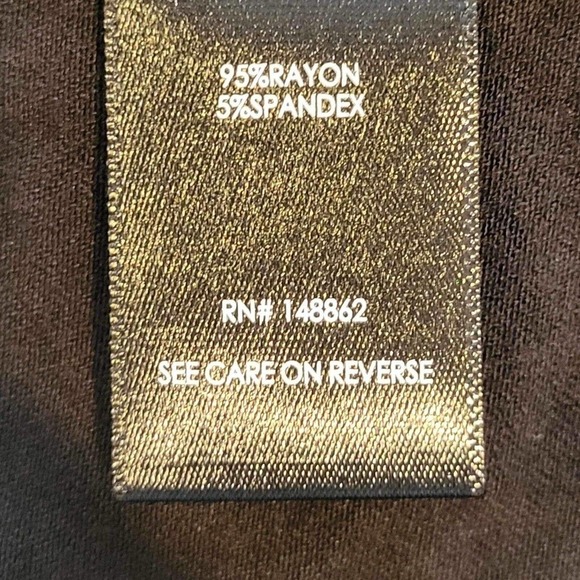 95%RAYON
5%SPANDEX
RN# 148862
SEE CARE ON REVERSE